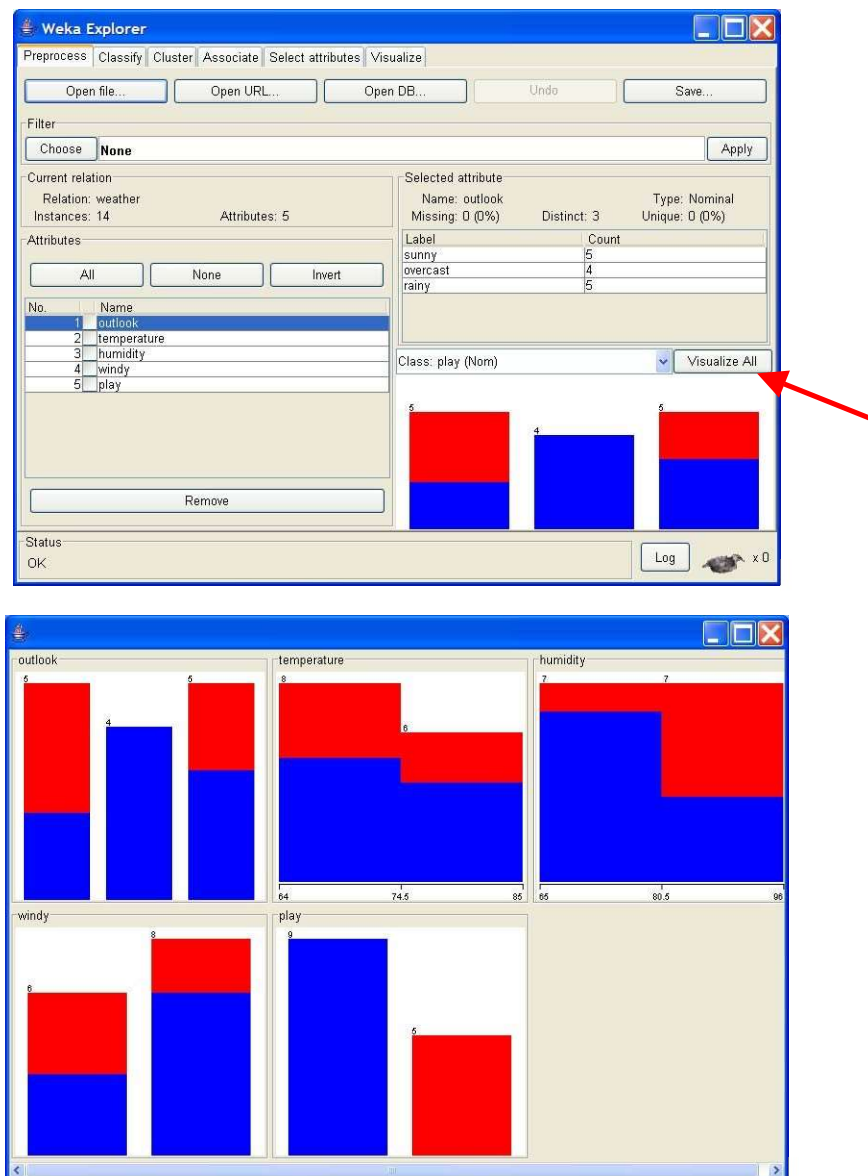 Weka Explorer
Preprocess Classify Cluster Associate Select attributes Visualize
Open file... Open URL... Open DB... Undo Save...
Filter
Choose None Apply
Current relation
Relation: weather
Instances: 14 Attributes: 5
Selected attribute
Name: outlook Type: Nominal
Missing: 0 (0%) Distinct: 3 Unique: 0 (0%)
Label Count
sunny 5
overcast 4
rainy 5
Attributes
All None Invert
No. Name
1 outlook
2 temperature
3 humidity
4 windy
5 play
Remove
Class: play (Nom) Visualize All
5 4 5
Status
OK
Log x 0
outlook
5 4 5
temperature
8 6
64 74.5 85
humidity
7 7
65 80.5 96
windy
6 8
play
9 5